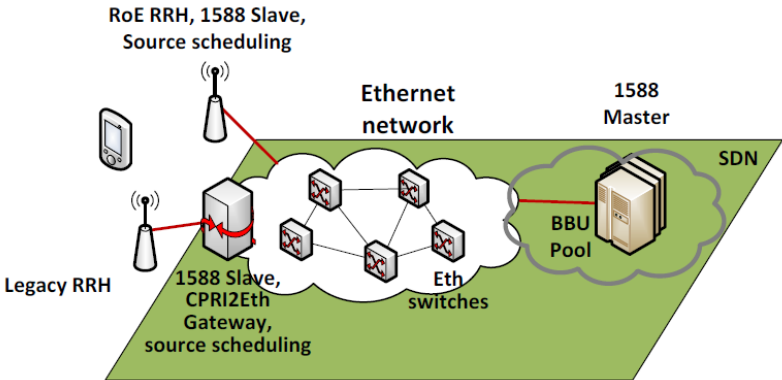 RoE RRH, 1588 Slave,
Source scheduling
Ethernet
network
1588
Master
SDN
BBU
Pool
Legacy RRH
1588 Slave,
CPRI2Eth
Gateway,
source scheduling
Eth
switches